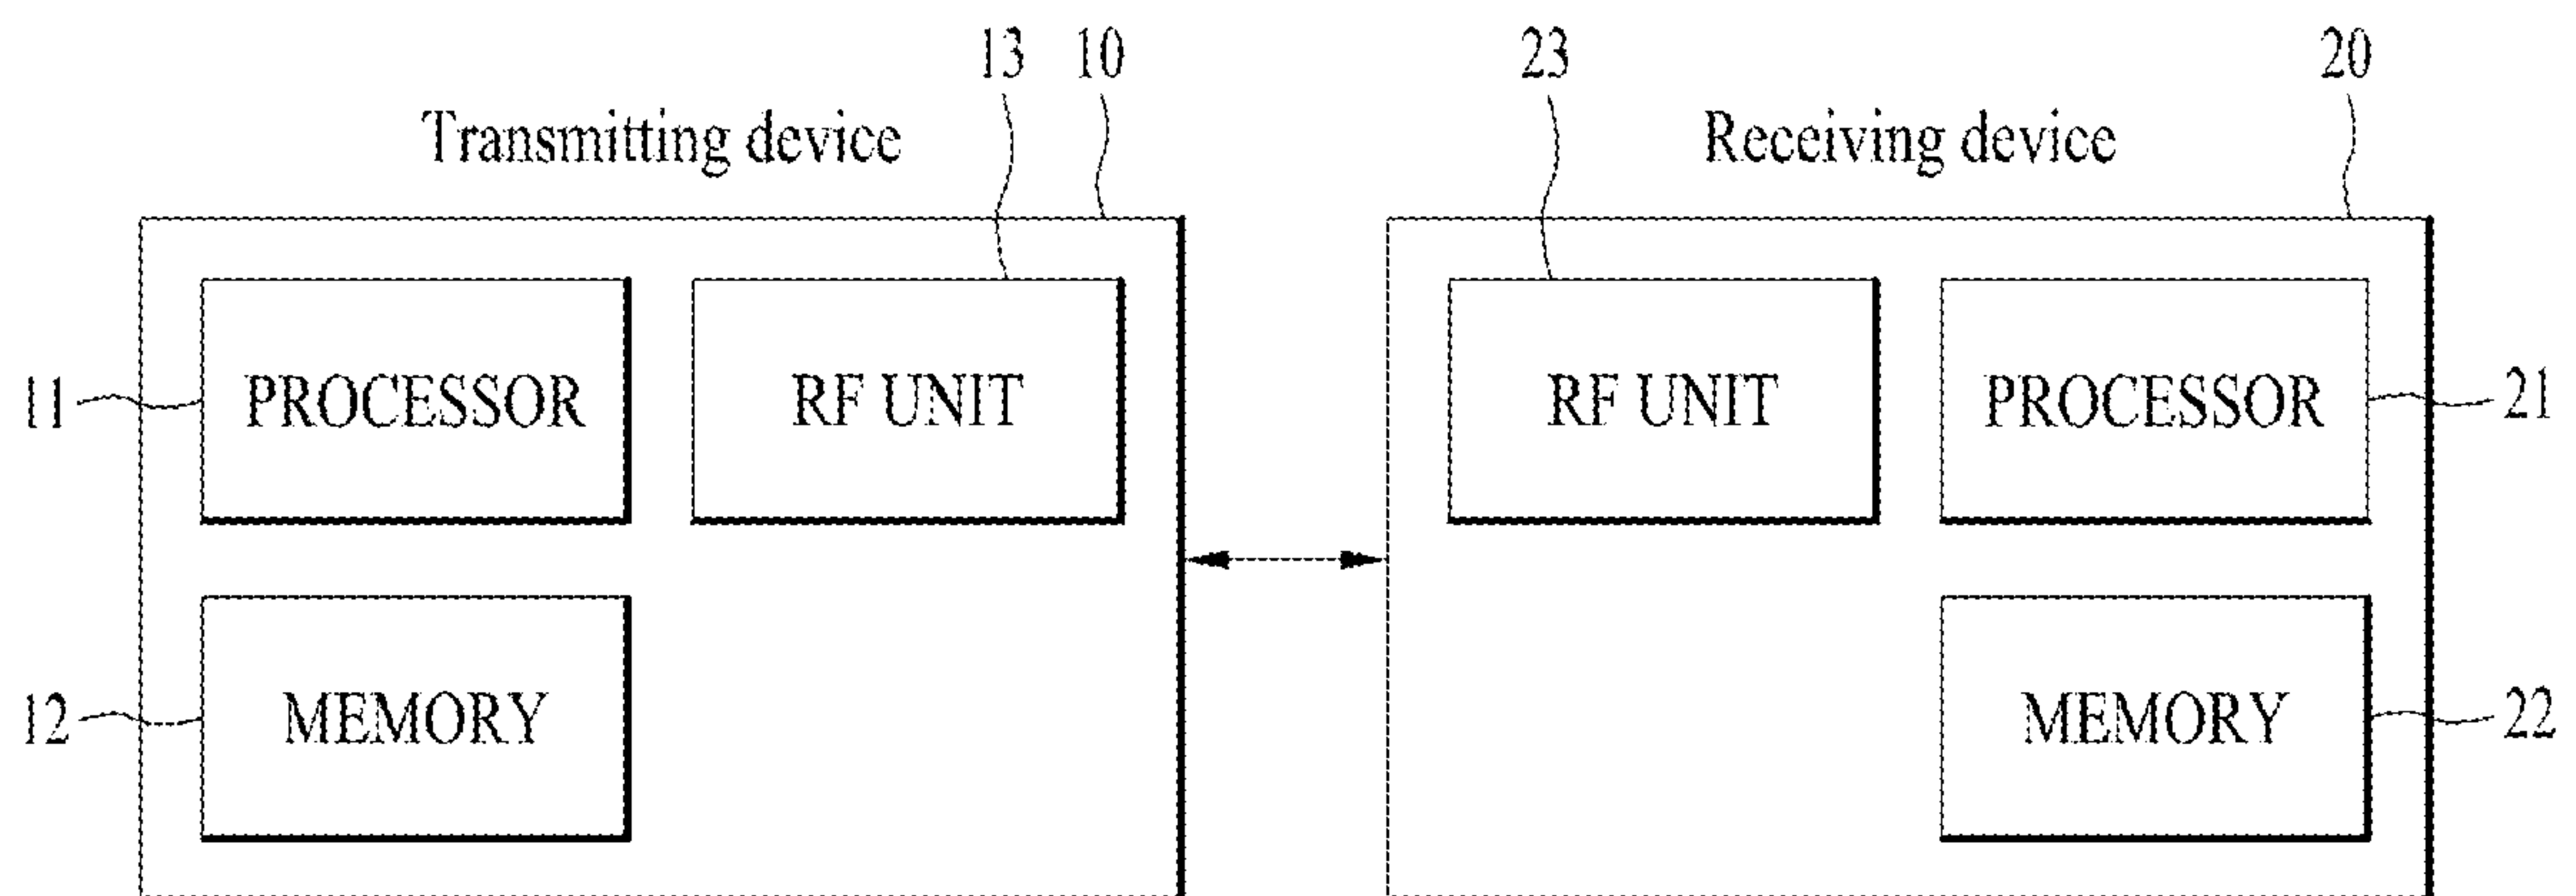 13 10 23 20
Transmitting device Receiving device
11 PROCESSOR RF UNIT RF UNIT PROCESSOR 21
12 MEMORY MEMORY 22